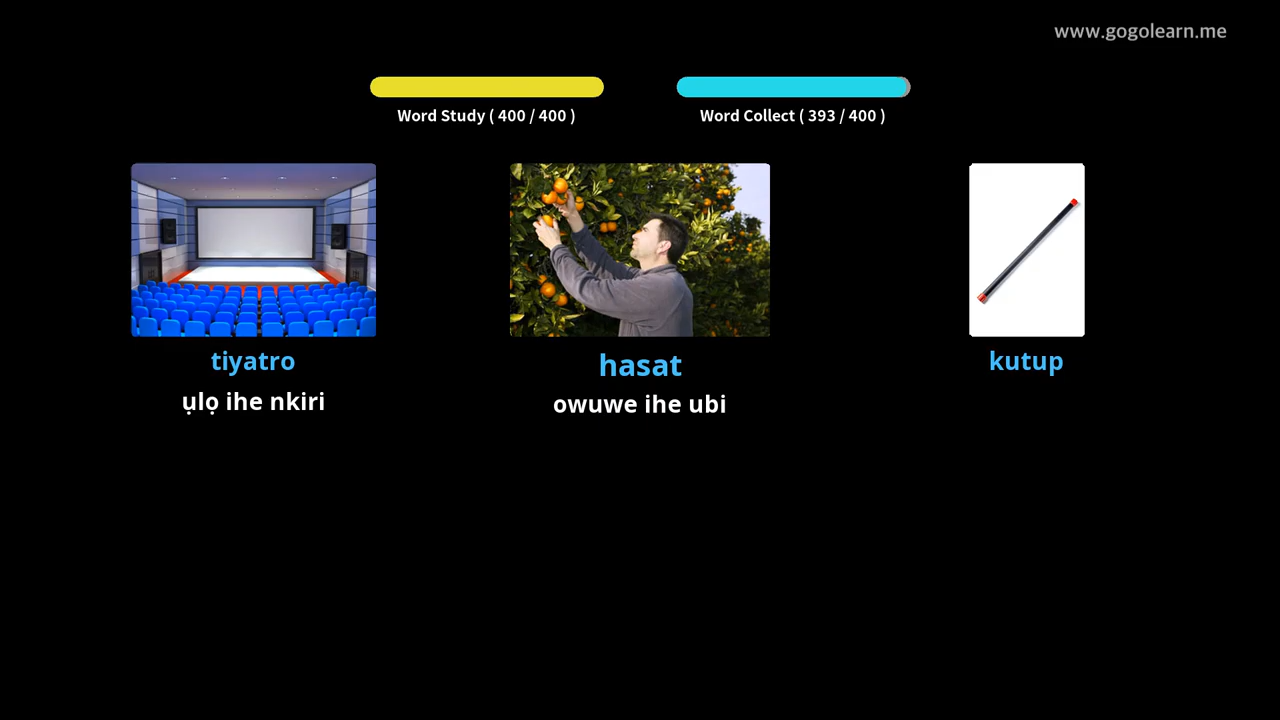 www.gogolearn.me
Word Study ( 400 / 400 )
Word Collect ( 393 / 400 )
tiyatro
ụlọ ihe nkiri
hasat
owuwe ihe ubi
kutup